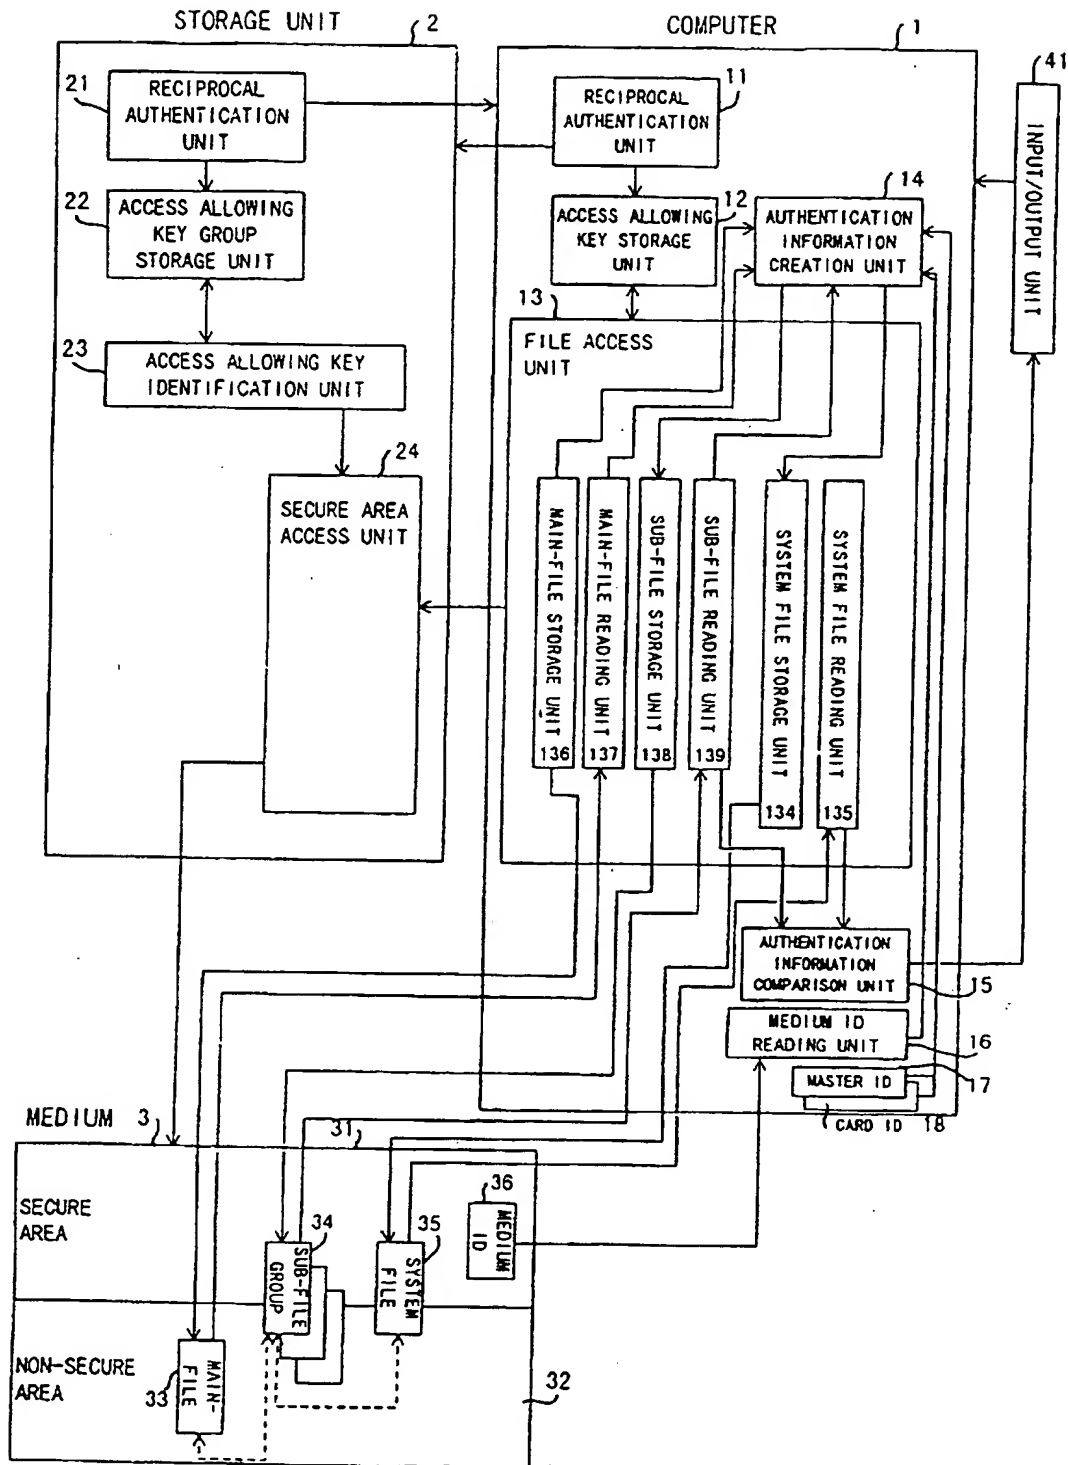 STORAGE UNIT
2
COMPUTER
1
41
21
RECIPROCAL
AUTHENTICATION
UNIT
11
RECIPROCAL
AUTHENTICATION
UNIT
INPUT/OUTPUT UNIT
22
ACCESS ALLOWING
KEY GROUP
STORAGE UNIT
12
ACCESS ALLOWING
KEY STORAGE
UNIT
14
AUTHENTICATION
INFORMATION
CREATION UNIT
13
FILE ACCESS
UNIT
23
ACCESS ALLOWING KEY
IDENTIFICATION UNIT
24
SECURE AREA
ACCESS UNIT
MAIN-FILE STORAGE UNIT
136
MAIN-FILE READING UNIT
137
SUB-FILE STORAGE UNIT
138
SUB-FILE READING UNIT
139
SYSTEM FILE STORAGE UNIT
134
SYSTEM FILE READING UNIT
135
AUTHENTICATION
INFORMATION
COMPARISON UNIT
15
MEDIUM ID
READING UNIT
16
17
MASTER ID
CARD ID
18
MEDIUM
3
31
SECURE
AREA
34
SUB-FILE
GROUP
35
SYSTEM
FILE
36
MEDIUM
ID
NON-SECURE
AREA
33
MAIN-
FILE
32